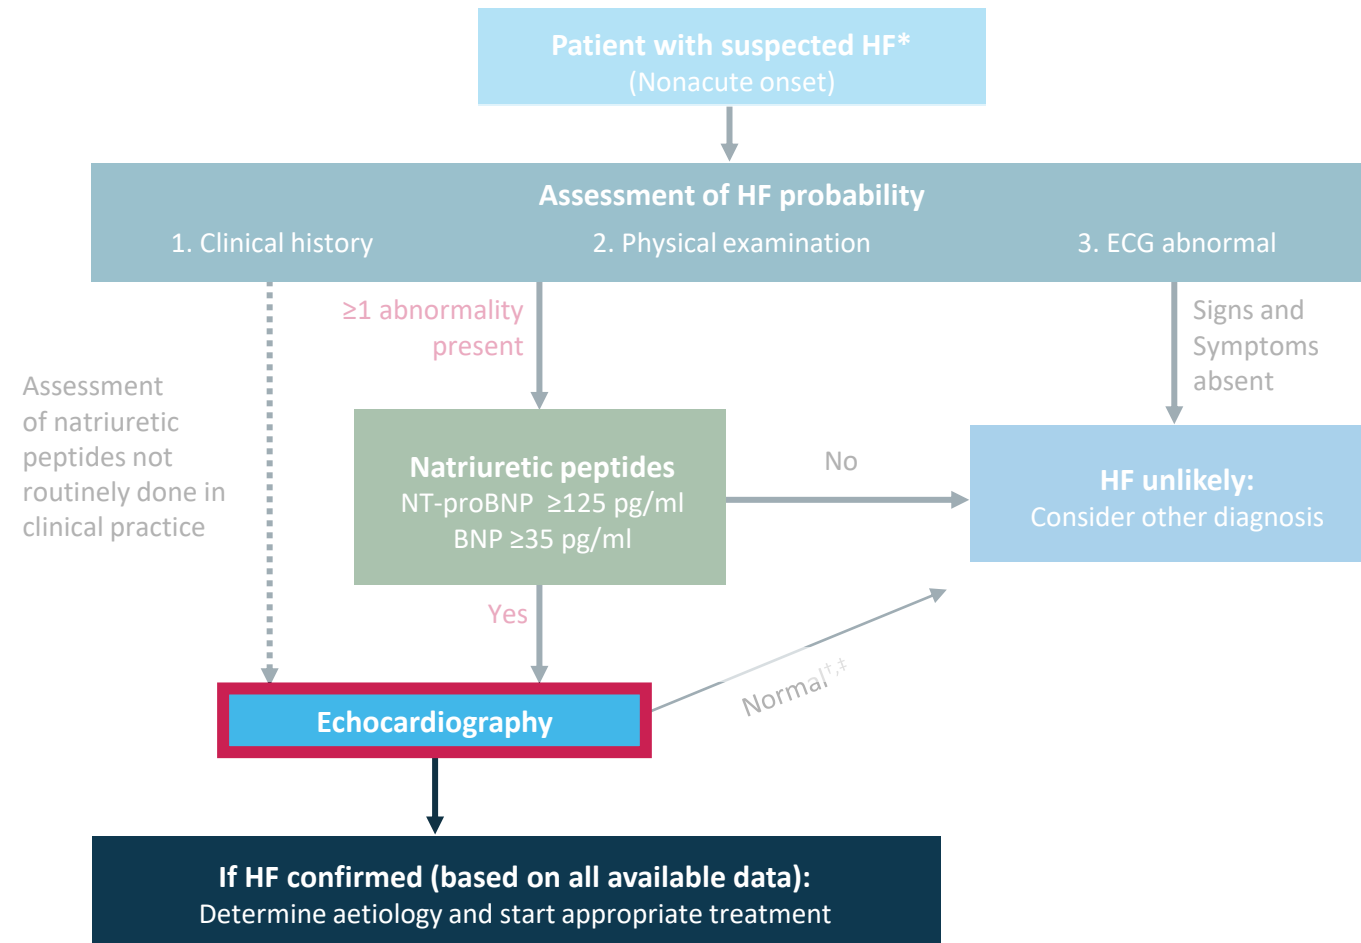 Patient with suspected HF*
(Nonacute onset)
Assessment of HF probability
1. Clinical history
2. Physical examination
3. ECG abnormal
≥1 abnormality
present
Signs and
Symptoms
absent
Assessment
of natriuretic
peptides not
routinely done in
clinical practice
Natriuretic peptides
NT-proBNP ≥125 pg/ml
BNP ≥35 pg/ml
No
HF unlikely:
Consider other diagnosis
Yes
Normal†,‡
Echocardiography
If HF confirmed (based on all available data):
Determine aetiology and start appropriate treatment